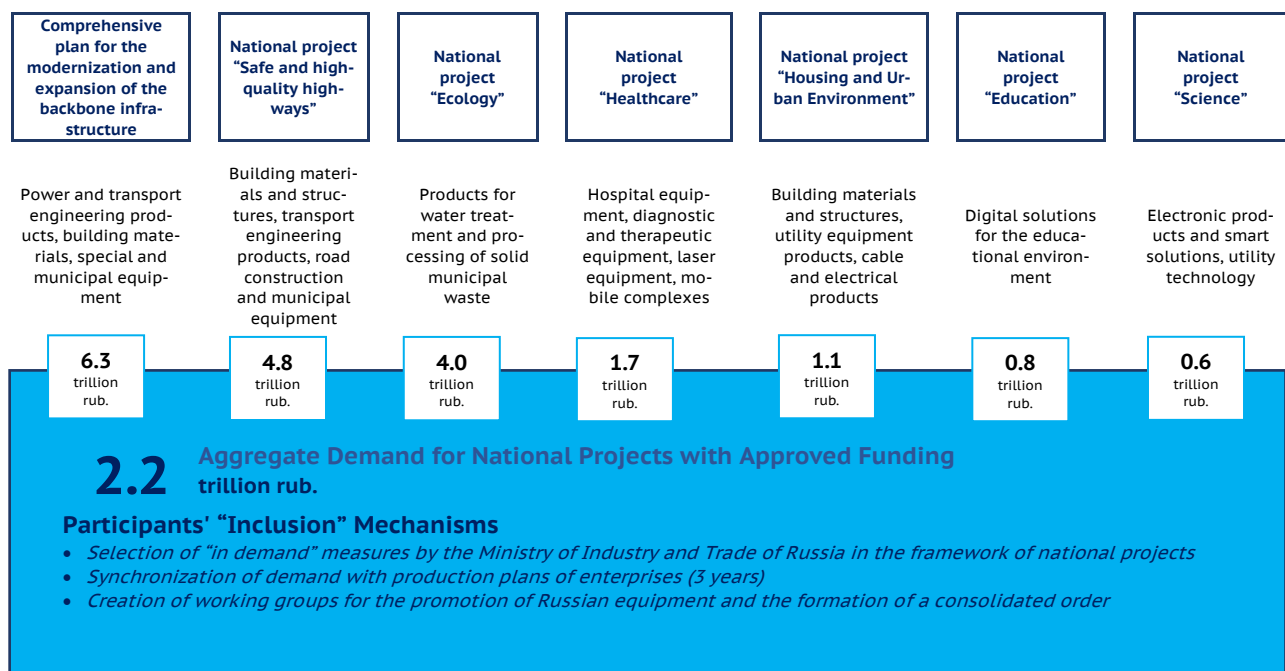 Comprehensive
plan for the
modernization and
expansion of the
backbone infra-
structure
National project
“Safe and high-
quality high-
ways”
National
project
“Ecology”
National
project
“Healthcare”
National project
“Housing and Ur-
ban Environment”
National
project
“Education”
National
project
“Science”
Power and transport
engineering prod-
ucts, building mate-
rials, special and
municipal equip-
ment
Building materi-
als and struc-
tures, transport
engineering
products, road
construction
and municipal
equipment
Products for
water treat-
ment and pro-
cessing of solid
municipal
waste
Hospital equip-
ment, diagnostic
and therapeutic
equipment, laser
equipment, mo-
bile complexes
Building materials
and structures,
utility equipment
products, cable
and electrical
products
Digital solutions
for the educa-
tional environ-
ment
Electronic prod-
ucts and smart
solutions, utility
technology
6.3
trillion
rub.
4.8
trillion
rub.
4.0
trillion
rub.
1.7
trillion
rub.
1.1
trillion
rub.
0.8
trillion
rub.
0.6
trillion
rub.
2.2
Aggregate Demand for National Projects with Approved Funding
trillion rub.
Participants' “Inclusion” Mechanisms
• Selection of “in demand” measures by the Ministry of Industry and Trade of Russia in the framework of national projects
• Synchronization of demand with production plans of enterprises (3 years)
• Creation of working groups for the promotion of Russian equipment and the formation of a consolidated order